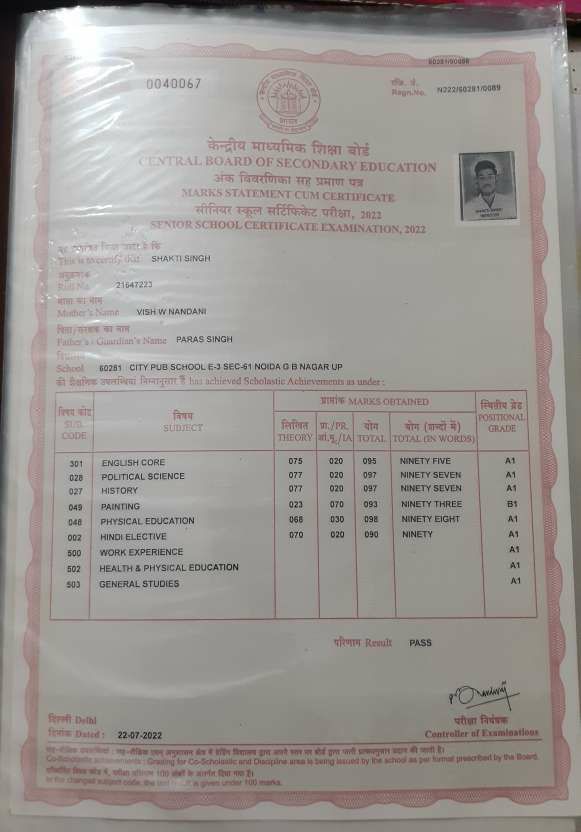 60281/90086
0040067
रजि. नं.
Regn.No. N222/60281/0089
केन्द्रीय माध्यमिक शिक्षा बोर्ड
CENTRAL BOARD OF SECONDARY EDUCATION
अंक विवरणिका सह प्रमाण पत्र
MARKS STATEMENT CUM CERTIFICATE
सीनियर स्कूल सर्टिफिकेट परीक्षा, 2022
SENIOR SCHOOL CERTIFICATE EXAMINATION, 2022
यह प्रमाणित किया जाता है कि
This is to certify that SHAKTI SINGH
अनुक्रमांक
Roll No. 21647223
माता का नाम
Mother's Name VISH W NANDANI
पिता/संरक्षक का नाम
Father's / Guardian's Name PARAS SINGH
विद्यालय
School 60281 CITY PUB SCHOOL E-3 SEC-61 NOIDA G B NAGAR UP
की शैक्षनिक उपलब्धियां निम्नानुसार हैं has achieved Scholastic Achievements as under :
विषय कोड SUB. CODE विषय SUBJECT प्राप्तांक MARKS OBTAINED स्थितीय ग्रेड POSITIONAL GRADE
लिखित THEORY प्रा./PR. आं.मू./IA योग TOTAL योग (शब्दों में) TOTAL (IN WORDS)
301 ENGLISH CORE 075 020 095 NINETY FIVE A1
028 POLITICAL SCIENCE 077 020 097 NINETY SEVEN A1
027 HISTORY 077 020 097 NINETY SEVEN A1
049 PAINTING 023 070 093 NINETY THREE B1
048 PHYSICAL EDUCATION 068 030 098 NINETY EIGHT A1
002 HINDI ELECTIVE 070 020 090 NINETY A1
500 WORK EXPERIENCE A1
502 HEALTH & PHYSICAL EDUCATION A1
503 GENERAL STUDIES A1
परिणाम Result PASS
दिल्ली Delhi
दिनांक Dated : 22-07-2022
परीक्षा नियंत्रक
Controller of Examinations
सह-शैक्षिक उपलब्धियां : सह-शैक्षिक एवम् अनुशासन क्षेत्र में ग्रेडिंग विद्यालय द्वारा अपने स्तर पर बोर्ड द्वारा जारी प्रारूपानुसार प्रदान की जाती है।
Co-Scholastic achievements : Grading for Co-Scholastic and Discipline area is being issued by the school as per format prescribed by the Board.
परिवर्तित विषय कोड में, परीक्षा परिणाम 100 अंकों के अंतर्गत दिया गया है।
In the changed subject code, the result is given under 100 marks.